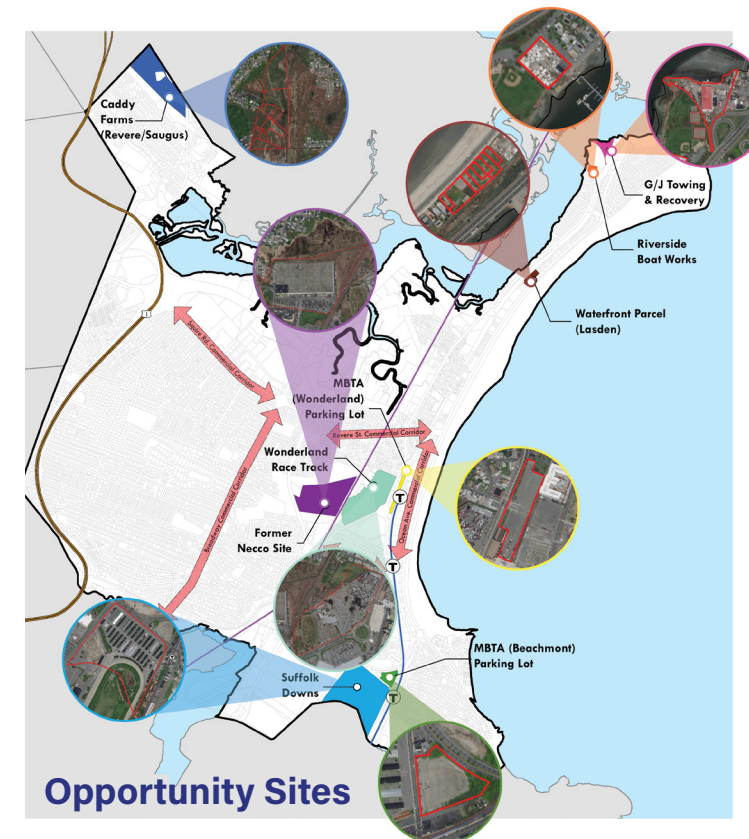 Caddy
Farms
(Revere/Saugus)
G/J Towing
& Recovery
Riverside
Boat Works
Waterfront Parcel
(Lasden)
1
Squire Rd. Commercial Corridor
MBTA
(Wonderland)
Parking Lot
Revere St. Commercial Corridor
Wonderland
Race Track
Broadway Commercial Corridor
Ocean Ave. Commercial Corridor
T
Former
Necco Site
T
MBTA (Beachmont)
Parking Lot
Suffolk
Downs
T
Opportunity Sites